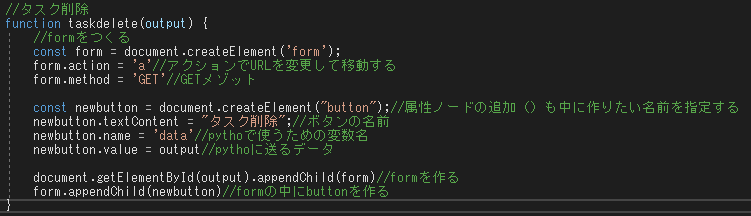 //タスク削除
function taskdelete(output) {
//formをつくる
const form = document.createElement('form');
form.action = 'a'//アクションでURLを変更して移動する
form.method = 'GET'//GETメゾット
const newbutton = document.createElement("button");//属性ノードの追加 () も中に作りたい名前を指定する
newbutton.textContent = "タスク削除";//ボタンの名前
newbutton.name = 'data'//pythoで使うための変数名
newbutton.value = output//pythoに送るデータ
document.getElementById(output).appendChild(form)//formを作る
form.appendChild(newbutton)//formの中にbuttonを作る
}